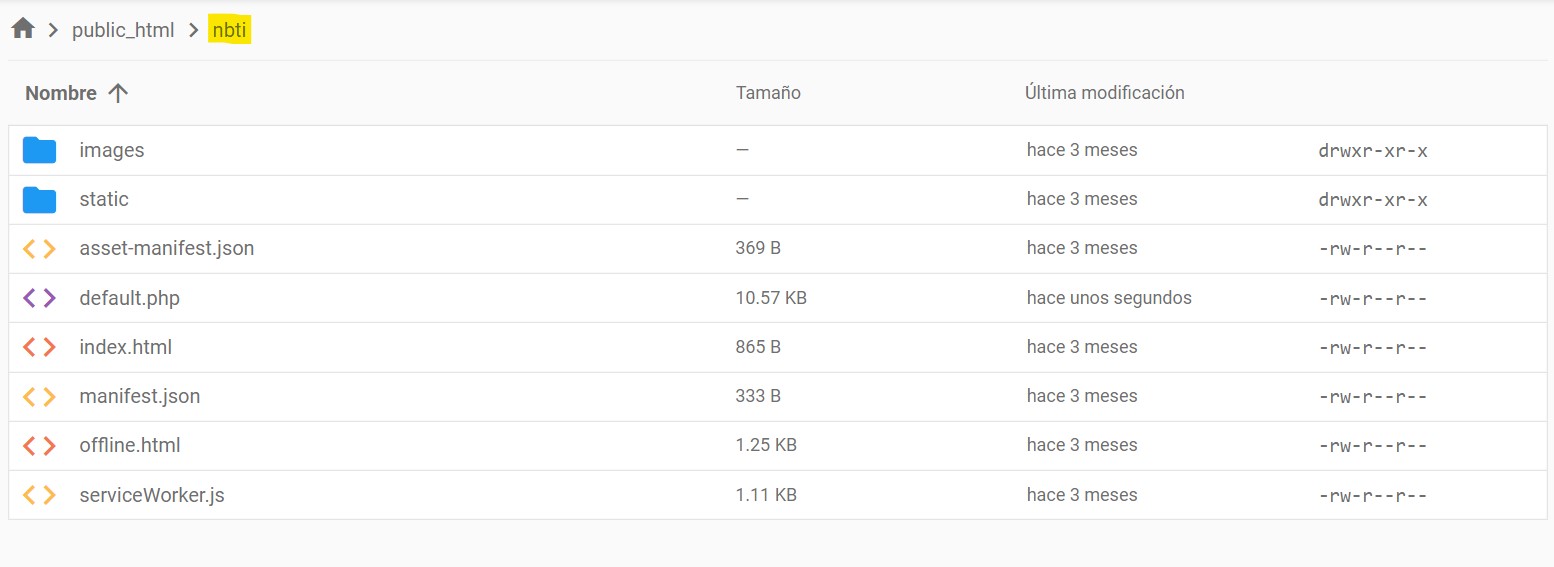 public_html > nbti
Nombre Tamaño Última modificación
images — hace 3 meses drwxr-xr-x
static — hace 3 meses drwxr-xr-x
asset-manifest.json 369 B hace 3 meses -rw-r--r--
default.php 10.57 KB hace unos segundos -rw-r--r--
index.html 865 B hace 3 meses -rw-r--r--
manifest.json 333 B hace 3 meses -rw-r--r--
offline.html 1.25 KB hace 3 meses -rw-r--r--
serviceWorker.js 1.11 KB hace 3 meses -rw-r--r--